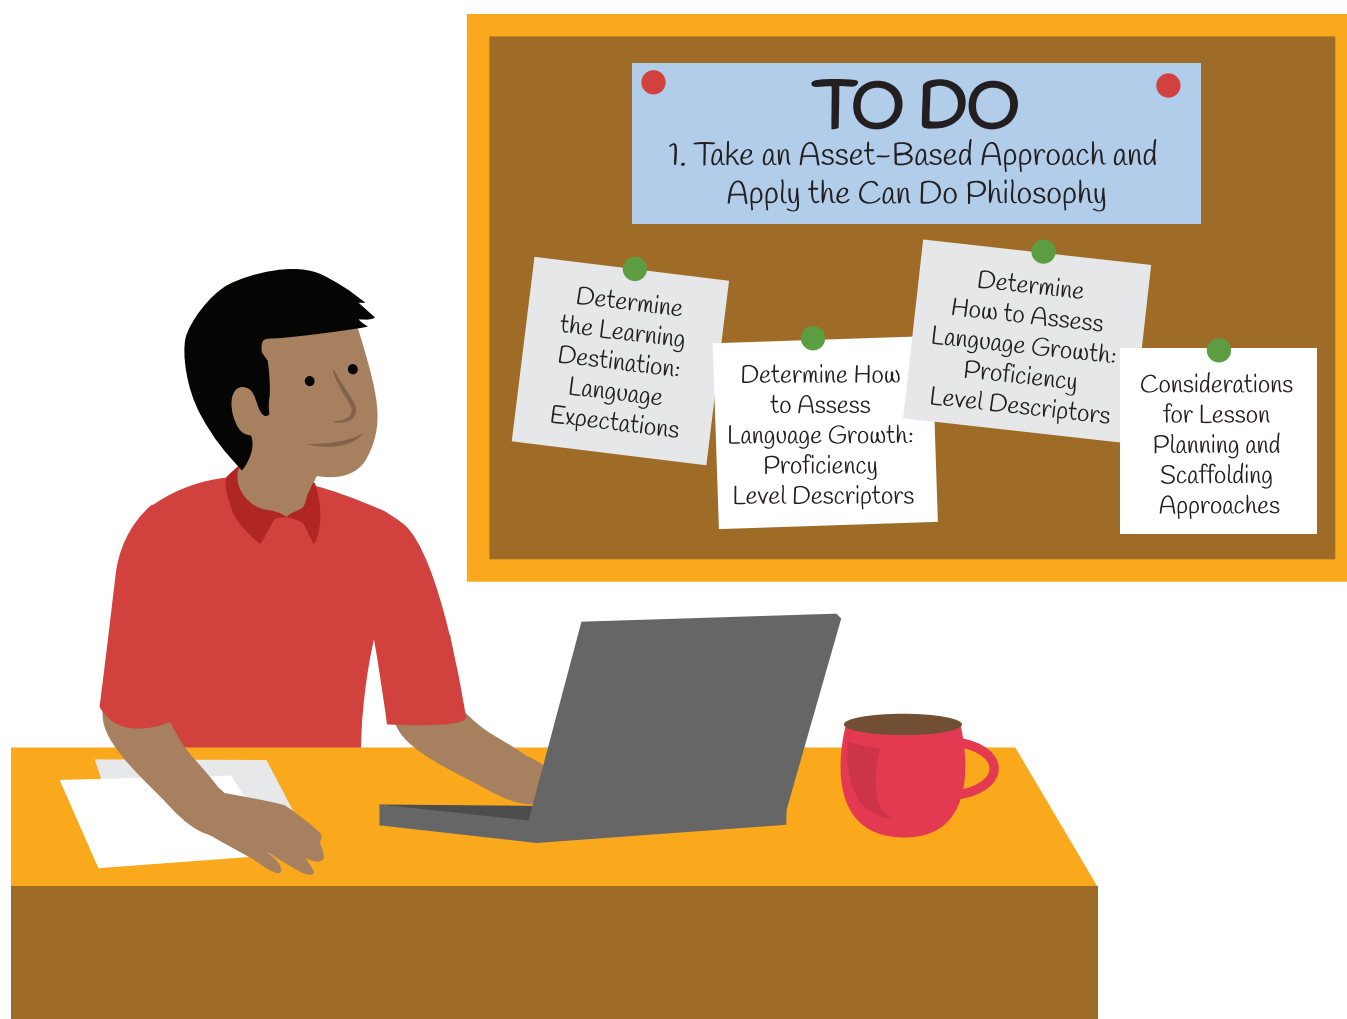 TO DO
1. Take an Asset-Based Approach and
Apply the Can Do Philosophy
Determine
the Learning
Destination:
Language
Expectations
Determine How
to Assess
Language Growth:
Proficiency
Level Descriptors
Determine
How to Assess
Language Growth:
Proficiency
Level Descriptors
Considerations
for Lesson
Planning and
Scaffolding
Approaches